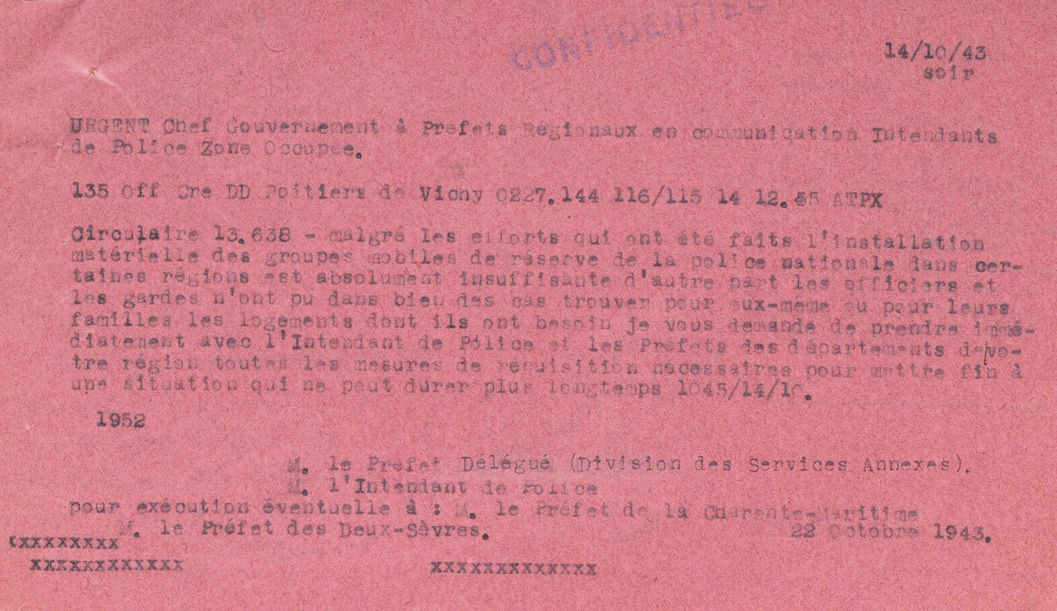 CONFIDENTIEL
14/10/43
soir
URGENT Chef Gouvernement à Prefets Régionaux en communication Intendants
de Police Zone Occupee.
135 Off Cre DD Poitiers de Vichy 0227.144 116/115 14 12.45 ATPX
Circulaire 13.638 - malgré les efforts qui ont été faits l'installation
matérielle des groupes mobiles de réserve de la police nationale dans cer-
taines régions est absolument insuffisante d'autre part les officiers et
les gardes n'ont pu dans bien des cas trouver pour eux-meme ou pour leurs
familles les logements dont ils ont besoin je vous demande de prendre immé-
diatement avec l'Intendant de Police et les Préfets des départements de vo-
tre région toutes les mesures de réquisition necessaires pour mettre fin à
une situation qui ne peut durer plus longtemps 1045/14/10.
1952
M. le Prefet Délégué (Division des Services Annexes).
M. l'Intendant de Police
pour exécution éventuelle à : M. le Préfet de la Charente-Maritime
M. le Préfet des Deux-Sèvres. 22 Octobre 1943.
(xxxxxxxxx
xxxxxxxxxxxx xxxxxxxxxxxxx